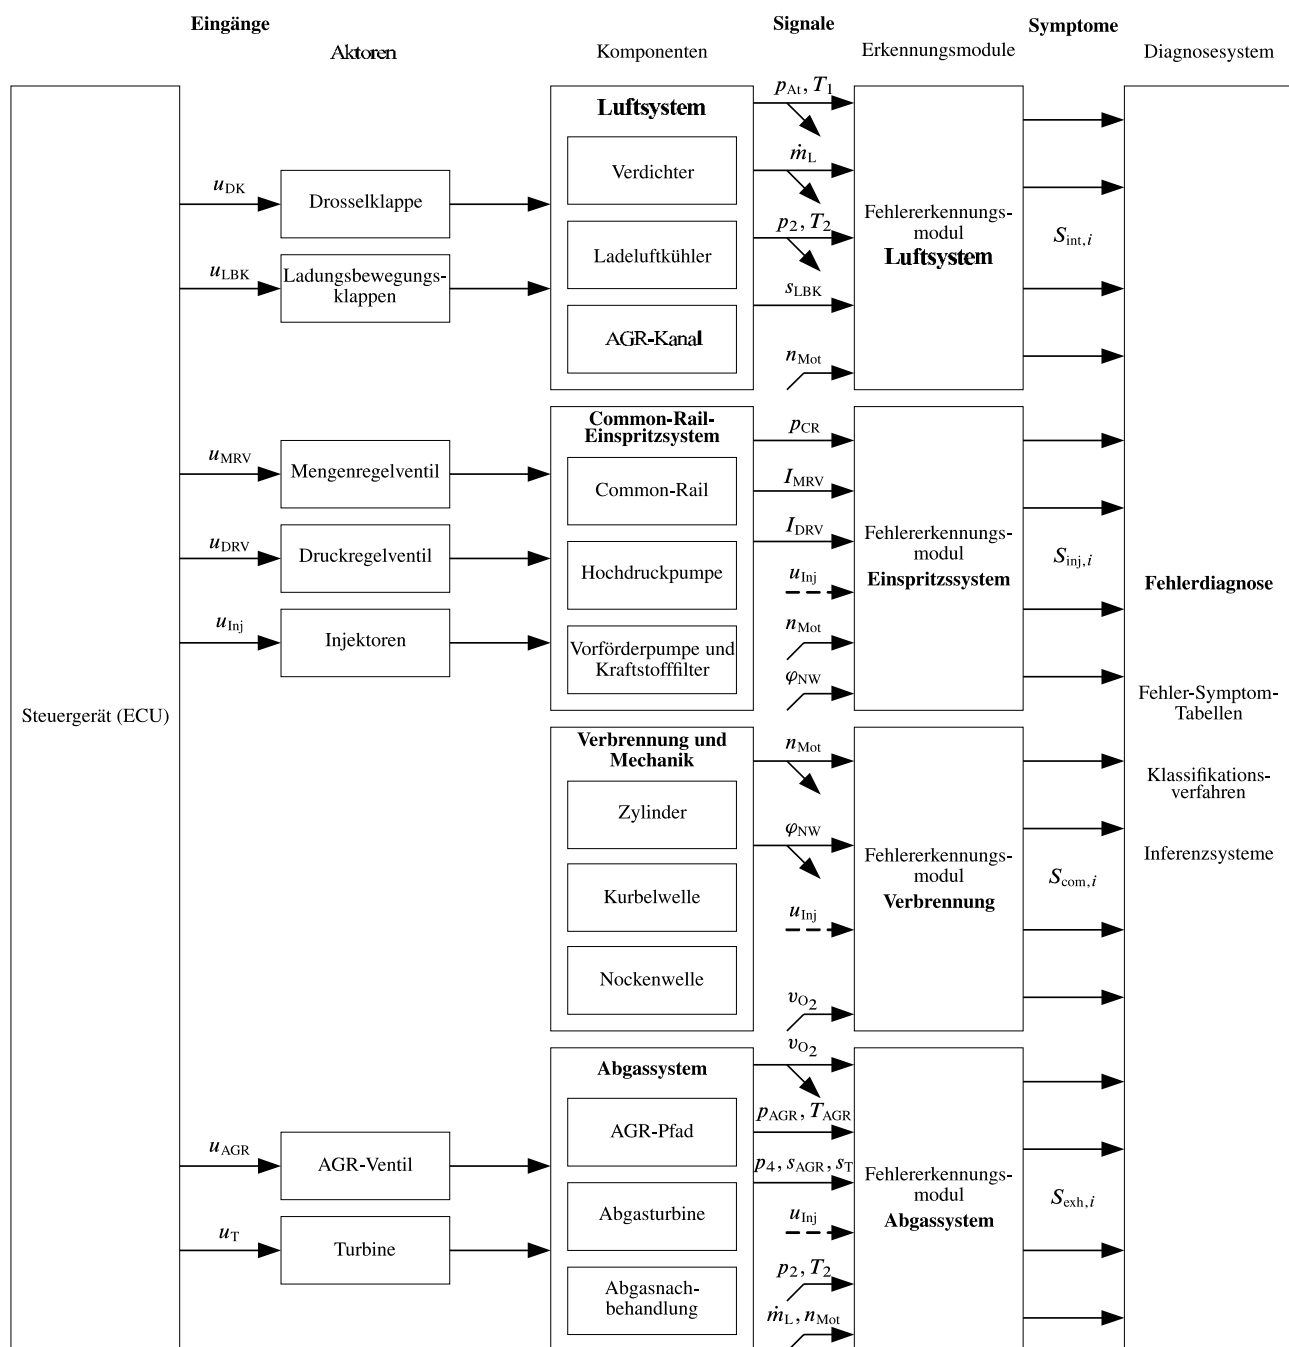 Eingänge
Signale
Symptome
Aktoren
Komponenten
Erkennungsmodule
Diagnosesystem
Steuergerät (ECU)
u_DK
Drosselklappe
u_LBK
Ladungsbewegungs-
klappen
Luftsystem
Verdichter
Ladeluftkühler
AGR-Kanal
p_At, T_1
ṁ_L
p_2, T_2
s_LBK
n_Mot
Fehlererkennungs-
modul
Luftsystem
S_int,i
u_MRV
Mengenregelventil
u_DRV
Druckregelventil
u_Inj
Injektoren
Common-Rail-
Einspritzsystem
Common-Rail
Hochdruckpumpe
Vorförderpumpe und
Kraftstofffilter
p_CR
I_MRV
I_DRV
u_Inj
n_Mot
φ_NW
Fehlererkennungs-
modul
Einspritzssystem
S_inj,i
Verbrennung und
Mechanik
Zylinder
Kurbelwelle
Nockenwelle
n_Mot
φ_NW
u_Inj
v_O2
Fehlererkennungs-
modul
Verbrennung
S_com,i
u_AGR
AGR-Ventil
u_T
Turbine
Abgassystem
AGR-Pfad
Abgasturbine
Abgasnach-
behandlung
v_O2
p_AGR, T_AGR
p_4, s_AGR, s_T
u_Inj
p_2, T_2
ṁ_L, n_Mot
Fehlererkennungs-
modul
Abgassystem
S_exh,i
Fehlerdiagnose
Fehler-Symptom-
Tabellen
Klassifikations-
verfahren
Inferenzsysteme